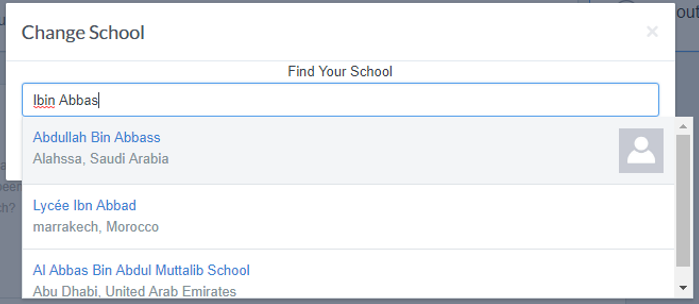 out
Change School
×
Find Your School
Ibin Abbas
Abdullah Bin Abbass
Alahssa, Saudi Arabia
Lycée Ibn Abbad
marrakech, Morocco
Al Abbas Bin Abdul Muttalib School
Abu Dhabi, United Arab Emirates